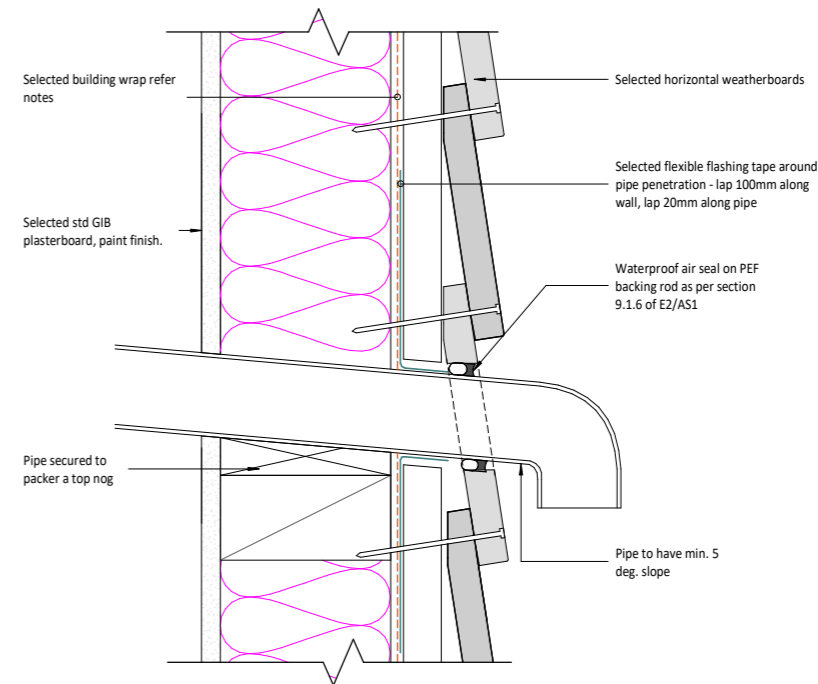 Selected building wrap refer
notes
Selected std GIB
plasterboard, paint finish.
Pipe secured to
packer a top nog
Selected horizontal weatherboards
Selected flexible flashing tape around
pipe penetration - lap 100mm along
wall, lap 20mm along pipe
Waterproof air seal on PEF
backing rod as per section
9.1.6 of E2/AS1
Pipe to have min. 5
deg. slope